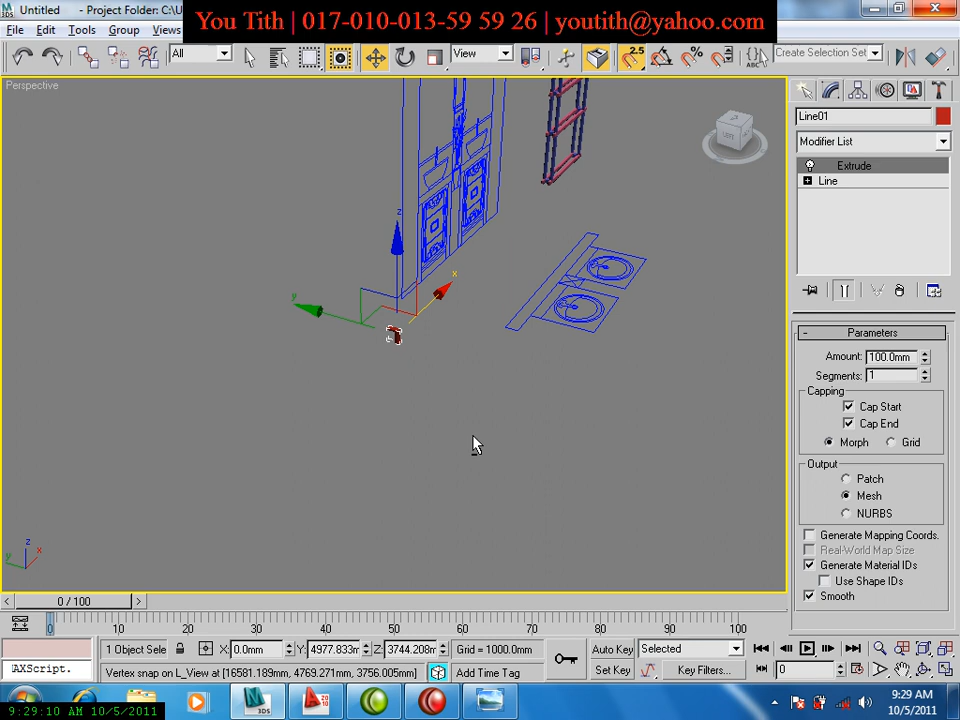 Untitled - Project Folder: C:\U
You Tith | 017-010-013-59 59 26 | youtith@yahoo.com
File Edit Tools Group Views
All
View
2.5
Create Selection Set
Perspective
Line01
Modifier List
Extrude
Line
z
x
y
Parameters
Amount: 100.0mm
Segments: 1
Capping
Cap Start
Cap End
Morph Grid
Output
Patch
Mesh
NURBS
Generate Mapping Coords.
Real-World Map Size
Generate Material IDs
Use Shape IDs
Smooth
z
x
y
0 / 100
0 10 20 30 40 50 60 70 80 90 100
1 Object Sele X: 0.0mm Y: 4977.833m Z: 3744.208m Grid = 1000.0mm Auto Key Selected
AXScript. Vertex snap on L_View at [16581.189mm, 4769.271mm, 3756.005mm] Add Time Tag Set Key Key Filters... 0
9:29:10 AM 10/5/2011
9:29 AM
10/5/2011